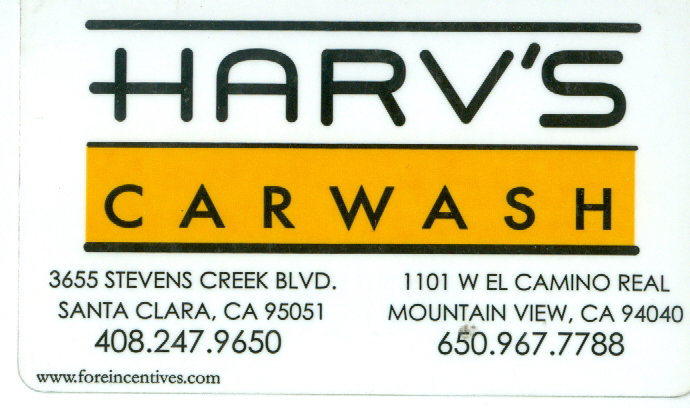 HARV'S
CARWASH
3655 STEVENS CREEK BLVD.
SANTA CLARA, CA 95051
408.247.9650
1101 W EL CAMINO REAL
MOUNTAIN VIEW, CA 94040
650.967.7788
www.foreincentives.com